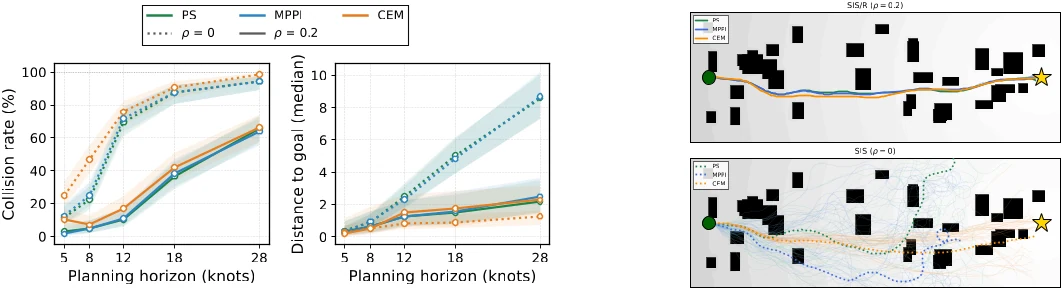 PS MPPI CEM
ρ = 0 ρ = 0.2
Collision rate (%)
100
80
60
40
20
0
5 8 12 18 28
Planning horizon (knots)
Distance to goal (median)
10
8
6
4
2
0
5 8 12 18 28
Planning horizon (knots)
SIS/R (ρ = 0.2)
PS
MPPI
CEM
SIS (ρ = 0)
PS
MPPI
CEM